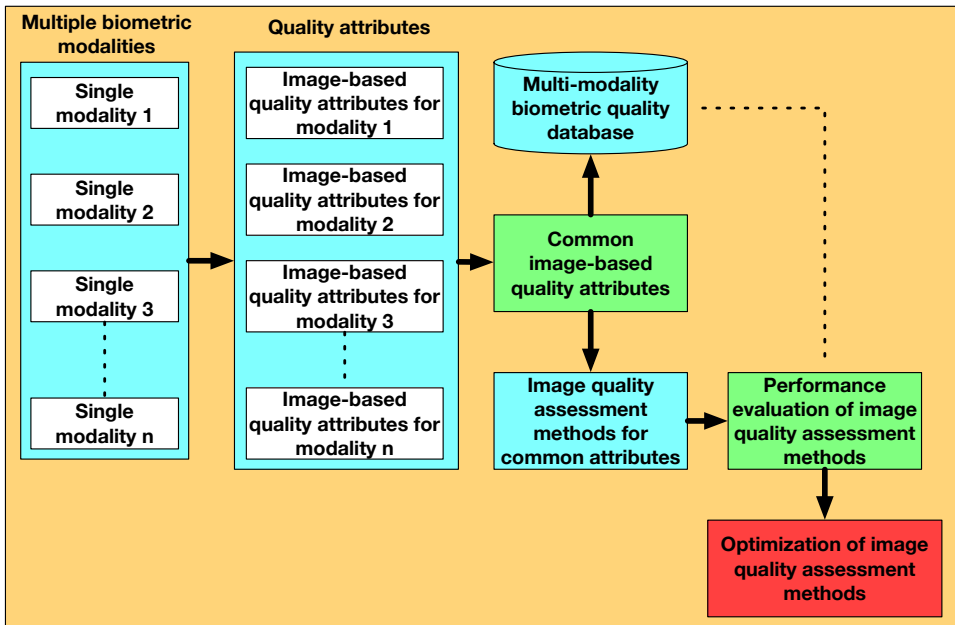 Multiple biometric
modalities
Single
modality 1
Single
modality 2
Single
modality 3
Single
modality n
Quality attributes
Image-based
quality attributes for
modality 1
Image-based
quality attributes for
modality 2
Image-based
quality attributes for
modality 3
Image-based
quality attributes for
modality n
Multi-modality
biometric quality
database
Common
image-based
quality attributes
Image quality
assessment
methods for
common attributes
Performance
evaluation of image
quality assessment
methods
Optimization of image
quality assessment
methods